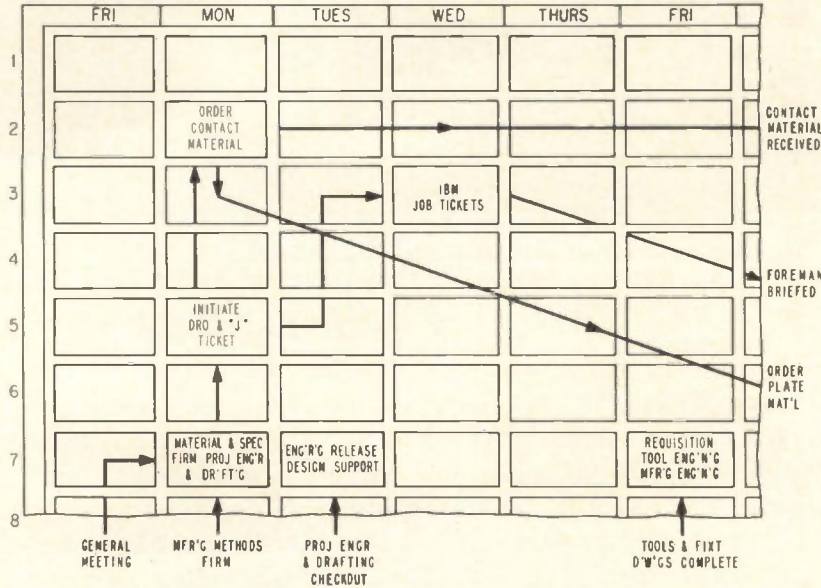 FRI MON TUES WED THURS FRI
1
ORDER
CONTACT
MATERIAL
2
CONTACT
MATERIAL
RECEIVED
3
IBM
JOB TICKETS
4
FOREMAN
BRIEFED
INITIATE
DRO & "J"
TICKET
5
6
ORDER
PLATE
MAT'L
7
MATERIAL & SPEC
FIRM PROJ ENG'R
& DR'FT'G
ENG'R'G RELEASE
DESIGN SUPPORT
REQUISITION
TOOL ENG'N'G
MFR'G ENG'N'G
8
GENERAL
MEETING
MFR'G METHODS
FIRM
PROJ ENGR
& DRAFTING
CHECKOUT
TOOLS & FIXT
D'W'GS COMPLETE